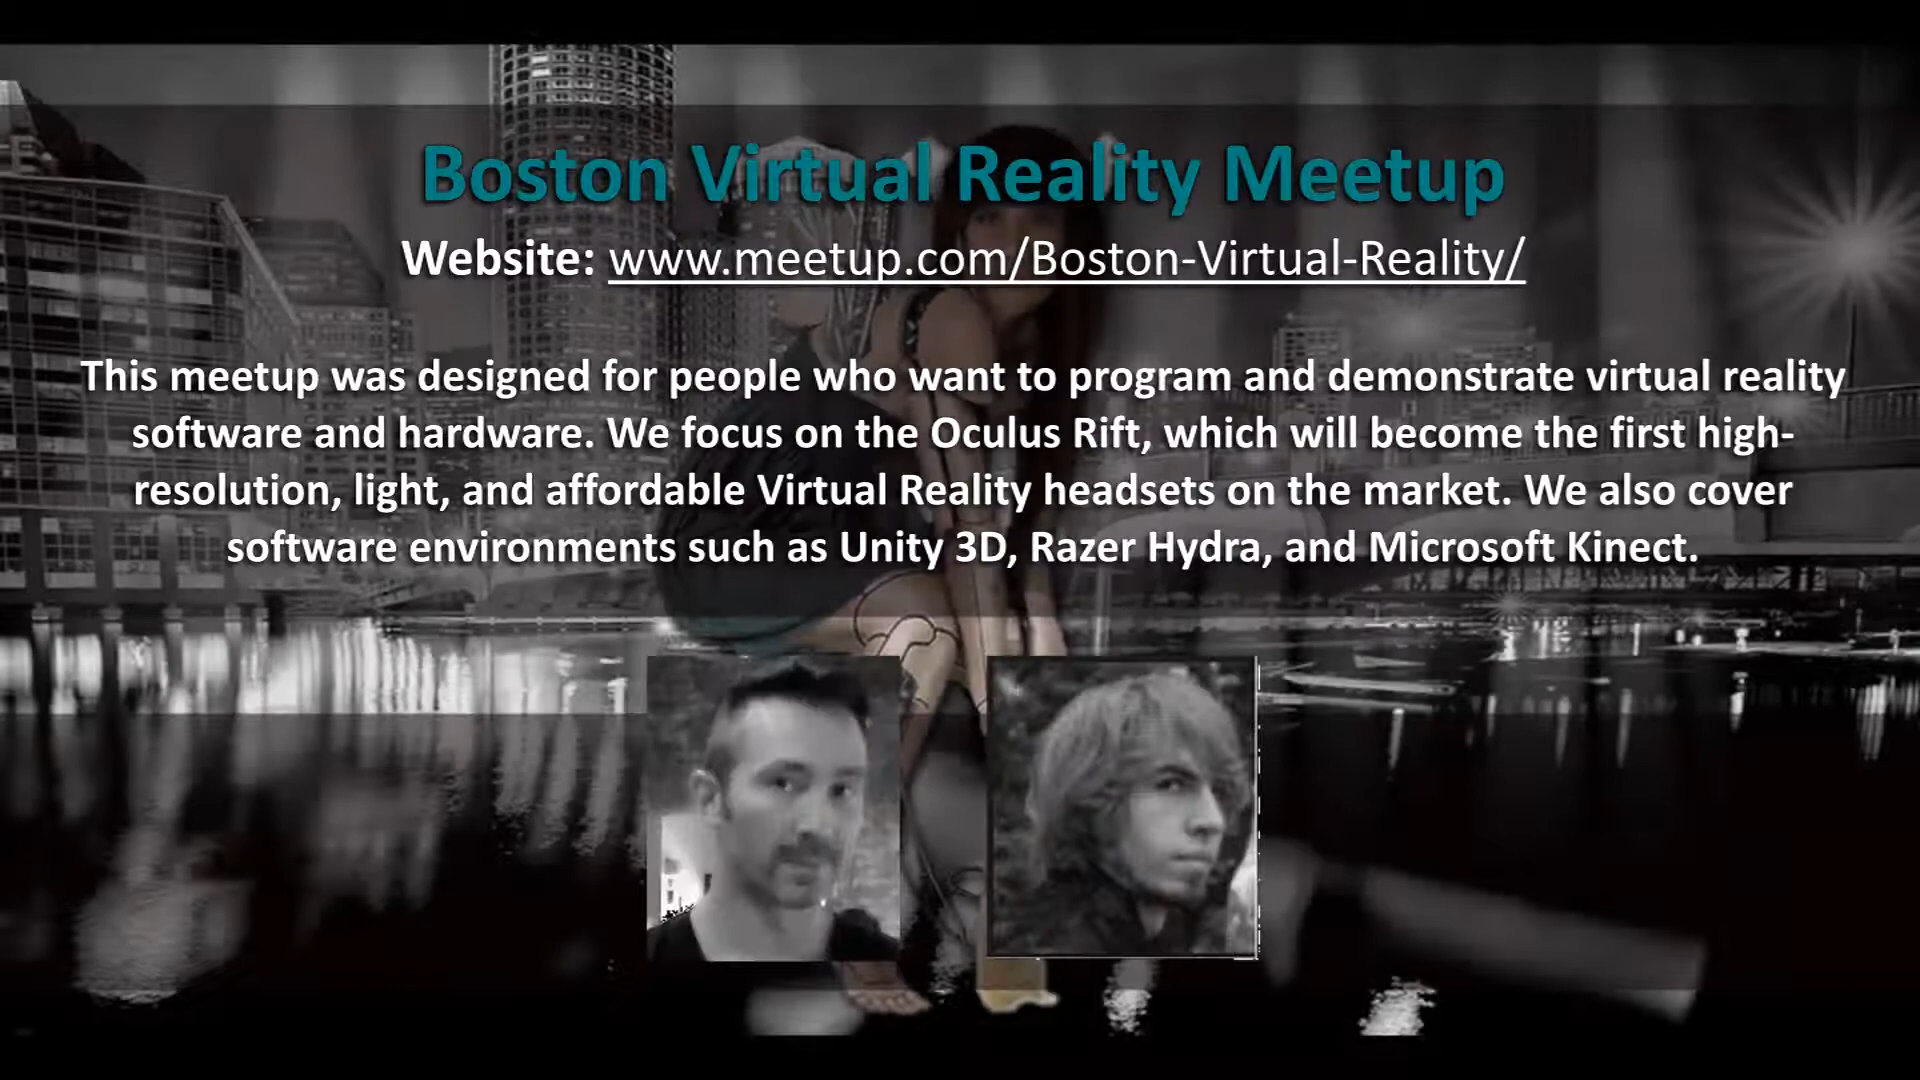 Boston Virtual Reality Meetup
Website: www.meetup.com/Boston-Virtual-Reality/
This meetup was designed for people who want to program and demonstrate virtual reality
software and hardware. We focus on the Oculus Rift, which will become the first high-
resolution, light, and affordable Virtual Reality headsets on the market. We also cover
software environments such as Unity 3D, Razer Hydra, and Microsoft Kinect.